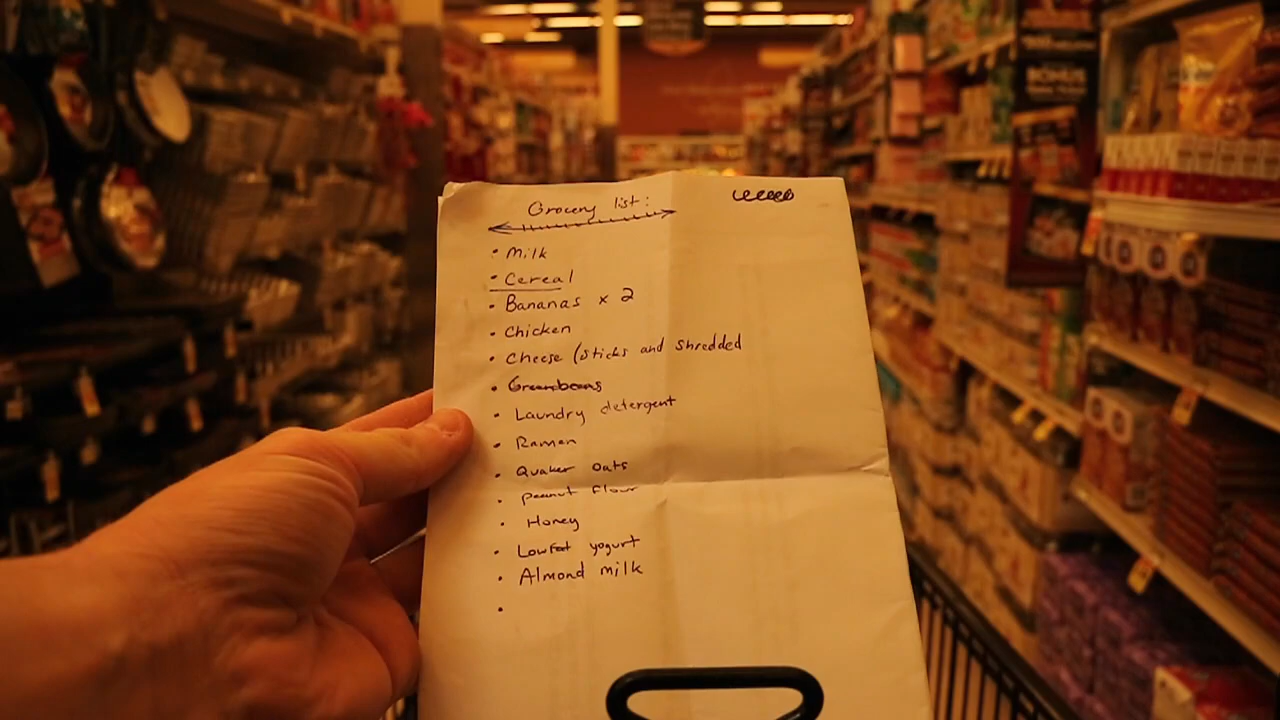 Grocery list:
• Milk
• Cereal
• Bananas x 2
• Chicken
• Cheese (sticks and shredded
• Greenbeans
• Laundry detergent
• Ramen
• Quaker oats
• peanut flour
• Honey
• Lowfat yogurt
• Almond milk
•
BONUS